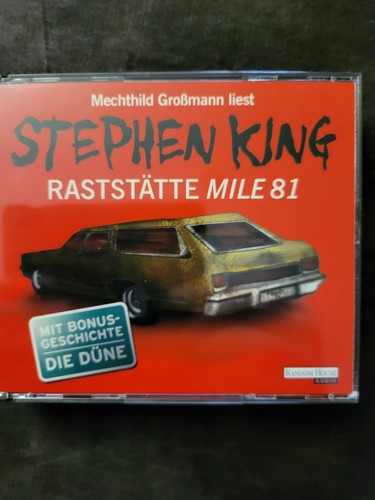 Mechthild Großmann liest
STEPHEN KING
RASTSTÄTTE MILE 81
MIT BONUS-
GESCHICHTE
DIE DÜNE
RANDOM HOUSE
AUDIO